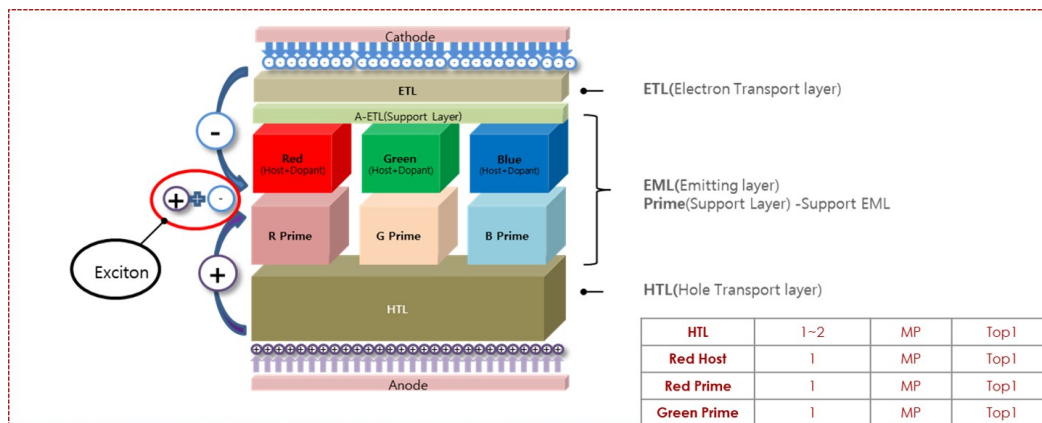 Cathode
ETL
A-ETL(Support Layer)
Red
(Host+Dopant)
Green
(Host+Dopant)
Blue
(Host+Dopant)
R Prime
G Prime
B Prime
HTL
Anode
-
+
+
-
+
Exciton
ETL(Electron Transport layer)
EML(Emitting layer)
Prime(Support Layer) -Support EML
HTL(Hole Transport layer)
HTL 1~2 MP Top1
Red Host 1 MP Top1
Red Prime 1 MP Top1
Green Prime 1 MP Top1